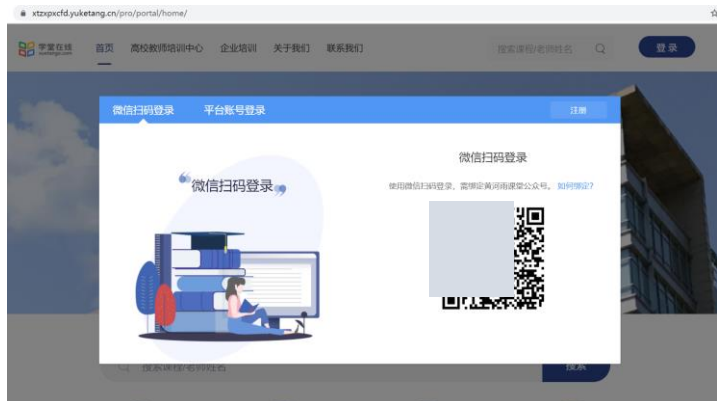 xtzxpxcfd.yuketang.cn/pro/portal/home/
学堂在线
xuetangx.com
首页 高校教师培训中心 企业培训 关于我们 联系我们
搜索课程/老师姓名
登录
微信扫码登录 平台账号登录
注册
微信扫码登录
微信扫码登录
使用微信扫码登录，需绑定黄河雨课堂公众号。 如何绑定?
搜索课程/老师姓名
搜索